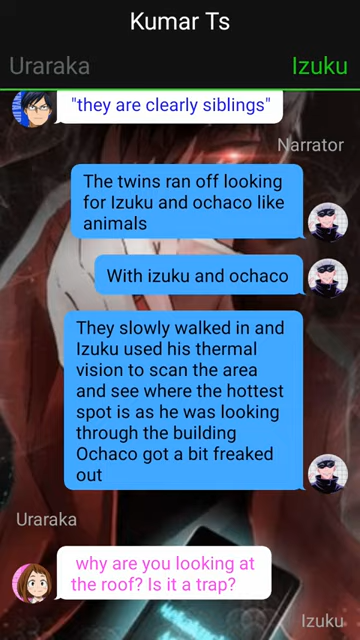 Kumar Ts
Uraraka Izuku
"they are clearly siblings"
Narrator
The twins ran off looking
for Izuku and ochaco like
animals
With izuku and ochaco
They slowly walked in and
Izuku used his thermal
vision to scan the area
and see where the hottest
spot is as he was looking
through the building
Ochaco got a bit freaked
out
Uraraka
why are you looking at
the roof? Is it a trap?
Izuku